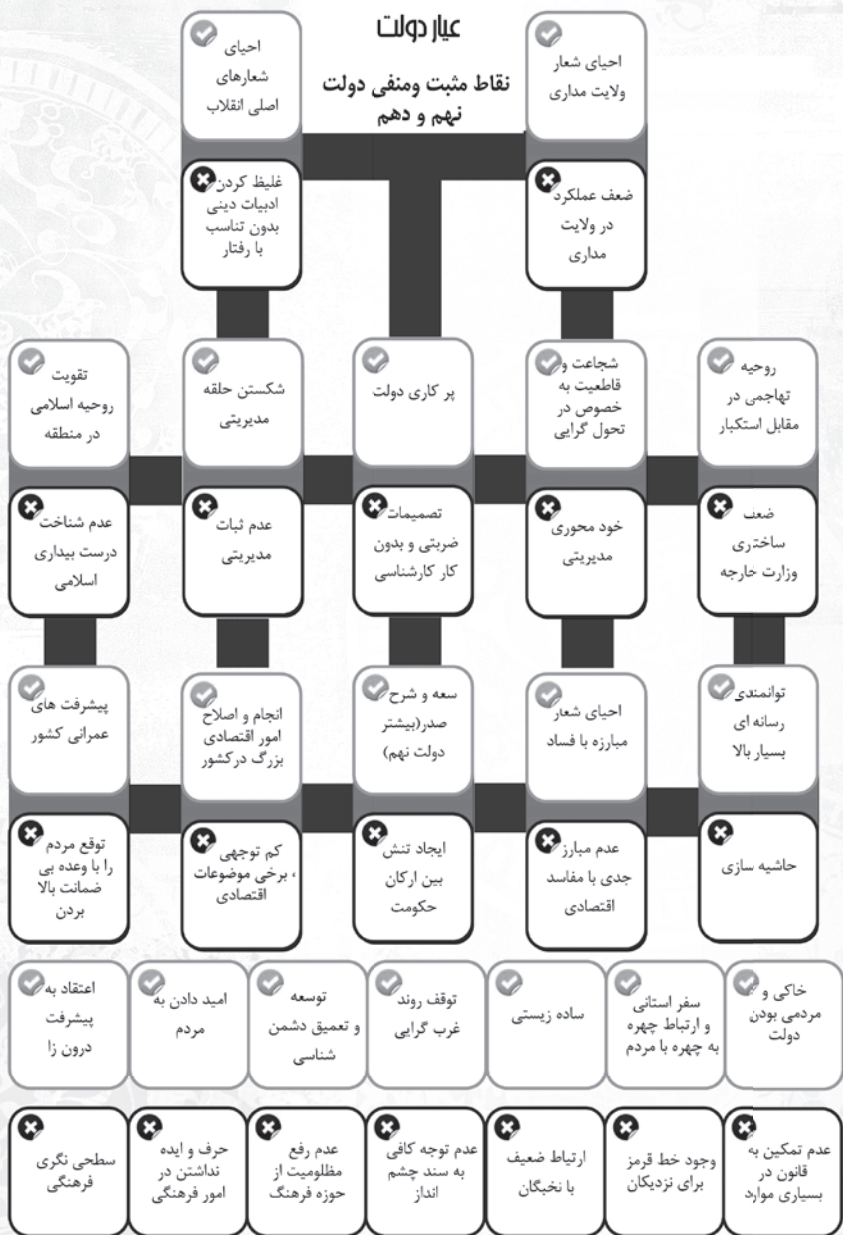 عیار دولت
نقاط مثبت ومنفی دولت
نهم و دهم
احیای شعار
ولایت مداری
احیای
شعارهای
اصلی انقلاب
ضعف عملکرد
در ولایت
مداری
غلیظ کردن
ادبیات دینی
بدون تناسب
با رفتار
روحیه
تهاجمی در
مقابل استکبار
شجاعت و
قاطعیت به
خصوص در
تحول گرایی
پر کاری دولت
شکستن حلقه
مدیریتی
تقویت
روحیه اسلامی
در منطقه
ضعف
ساختاری
وزارت خارجه
خود محوری
مدیریتی
تصمیمات
ضربتی و بدون
کار کارشناسی
عدم ثبات
مدیریتی
عدم شناخت
درست بیداری
اسلامی
توانمندی
رسانه ای
بسیار بالا
احیای شعار
مبارزه با فساد
سعه و شرح
صدر(بیشتر
دولت نهم)
انجام و اصلاح
امور اقتصادی
بزرگ درکشور
پیشرفت های
عمرانی کشور
حاشیه سازی
عدم مبارز
جدی با مفاسد
اقتصادی
ایجاد تنش
بین ارکان
حکومت
کم توجهی
، برخی موضوعات
اقتصادی
توقع مردم
را با وعده بی
ضمانت بالا
بردن
خاکی و
مردمی بودن
دولت
سفر استانی
و ارتباط چهره
به چهره با مردم
ساده زیستی
توقف روند
غرب گرایی
توسعه
و تعمیق دشمن
شناسی
امید دادن به
مردم
اعتقاد به
پیشرفت
درون زا
عدم تمکین به
قانون در
بسیاری موارد
وجود خط قرمز
برای نزدیکان
ارتباط ضعیف
با نخبگان
عدم توجه کافی
به سند چشم
انداز
عدم رفع
مظلومیت از
حوزه فرهنگ
حرف و ایده
نداشتن در
امور فرهنگی
سطحی نگری
فرهنگی